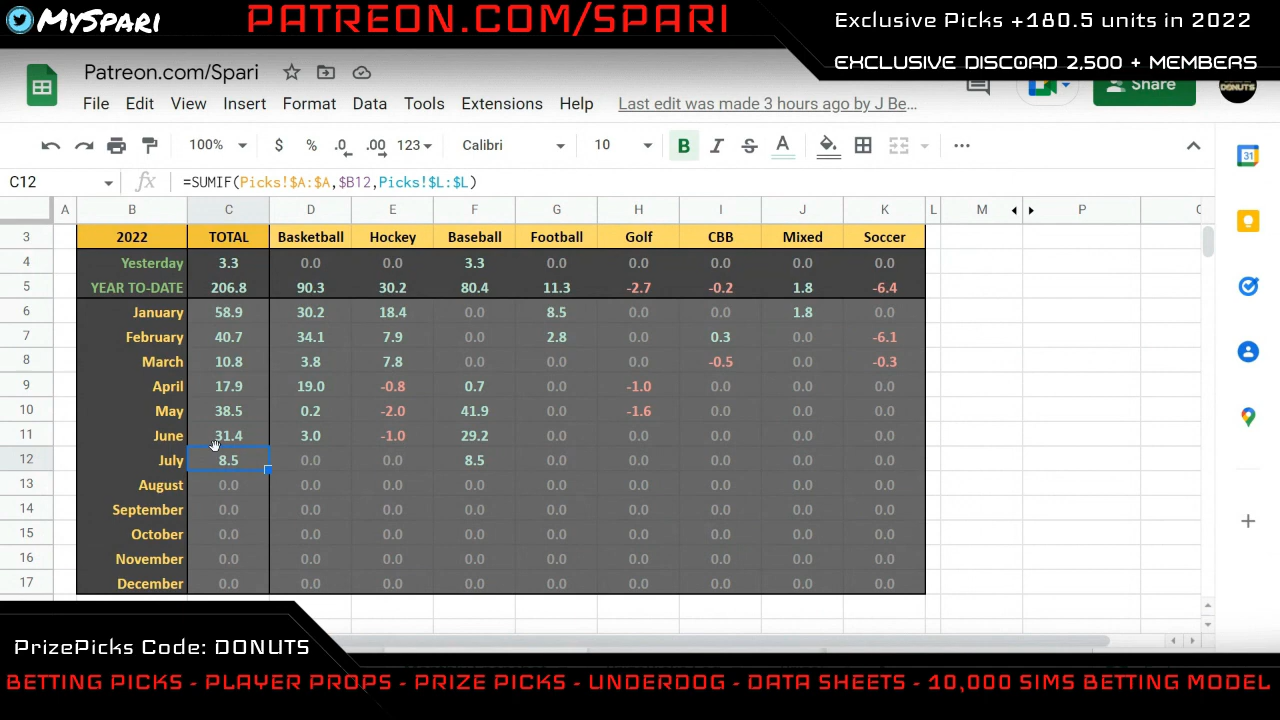 MYSPARI
PATREON.COM/SPARI
Exclusive Picks +180.5 units in 2022
EXCLUSIVE DISCORD 2,500 + MEMBERS
Patreon.com/Spari
File Edit View Insert Format Data Tools Extensions Help Last edit was made 3 hours ago by J Be...
Share
DONUTS
100% $ % .0 .00 123 Calibri 10 B I S A
C12 fx =SUMIF(Picks!$A:$A,$B12,Picks!$L:$L)
A B C D E F G H I J K L M P
3 2022 TOTAL Basketball Hockey Baseball Football Golf CBB Mixed Soccer
4 Yesterday 3.3 0.0 0.0 3.3 0.0 0.0 0.0 0.0 0.0
5 YEAR TO-DATE 206.8 90.3 30.2 80.4 11.3 -2.7 -0.2 1.8 -6.4
6 January 58.9 30.2 18.4 0.0 8.5 0.0 0.0 1.8 0.0
7 February 40.7 34.1 7.9 0.0 2.8 0.0 0.3 0.0 -6.1
8 March 10.8 3.8 7.8 0.0 0.0 0.0 -0.5 0.0 -0.3
9 April 17.9 19.0 -0.8 0.7 0.0 -1.0 0.0 0.0 0.0
10 May 38.5 0.2 -2.0 41.9 0.0 -1.6 0.0 0.0 0.0
11 June 31.4 3.0 -1.0 29.2 0.0 0.0 0.0 0.0 0.0
12 July 8.5 0.0 0.0 8.5 0.0 0.0 0.0 0.0 0.0
13 August 0.0 0.0 0.0 0.0 0.0 0.0 0.0 0.0 0.0
14 September 0.0 0.0 0.0 0.0 0.0 0.0 0.0 0.0 0.0
15 October 0.0 0.0 0.0 0.0 0.0 0.0 0.0 0.0 0.0
16 November 0.0 0.0 0.0 0.0 0.0 0.0 0.0 0.0 0.0
17 December 0.0 0.0 0.0 0.0 0.0 0.0 0.0 0.0 0.0
31
PrizePicks Code: DONUTS
BETTING PICKS - PLAYER PROPS - PRIZE PICKS - UNDERDOG - DATA SHEETS - 10,000 SIMS BETTING MODEL